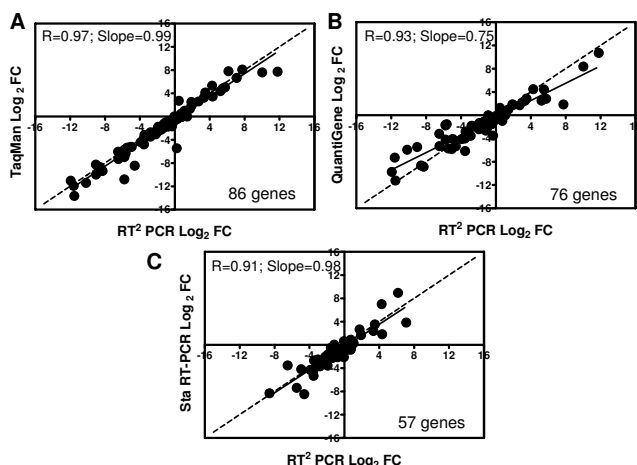 A
R=0.97; Slope=0.99
TaqMan Log 2 FC
16
12
8
4
-16 -12 -8 -4 4 8 12 16
-4
-8
-12
-16
86 genes
RT² PCR Log₂ FC
B
R=0.93; Slope=0.75
QuantiGene Log 2 FC
16
12
8
4
-16 -12 -8 -4 4 8 12 16
-4
-8
-12
-16
76 genes
RT² PCR Log₂ FC
C
R=0.91; Slope=0.98
Sta RT-PCR Log 2 FC
16
12
8
4
-16 -12 -8 -4 4 8 12 16
-4
-8
-12
-16
57 genes
RT² PCR Log₂ FC